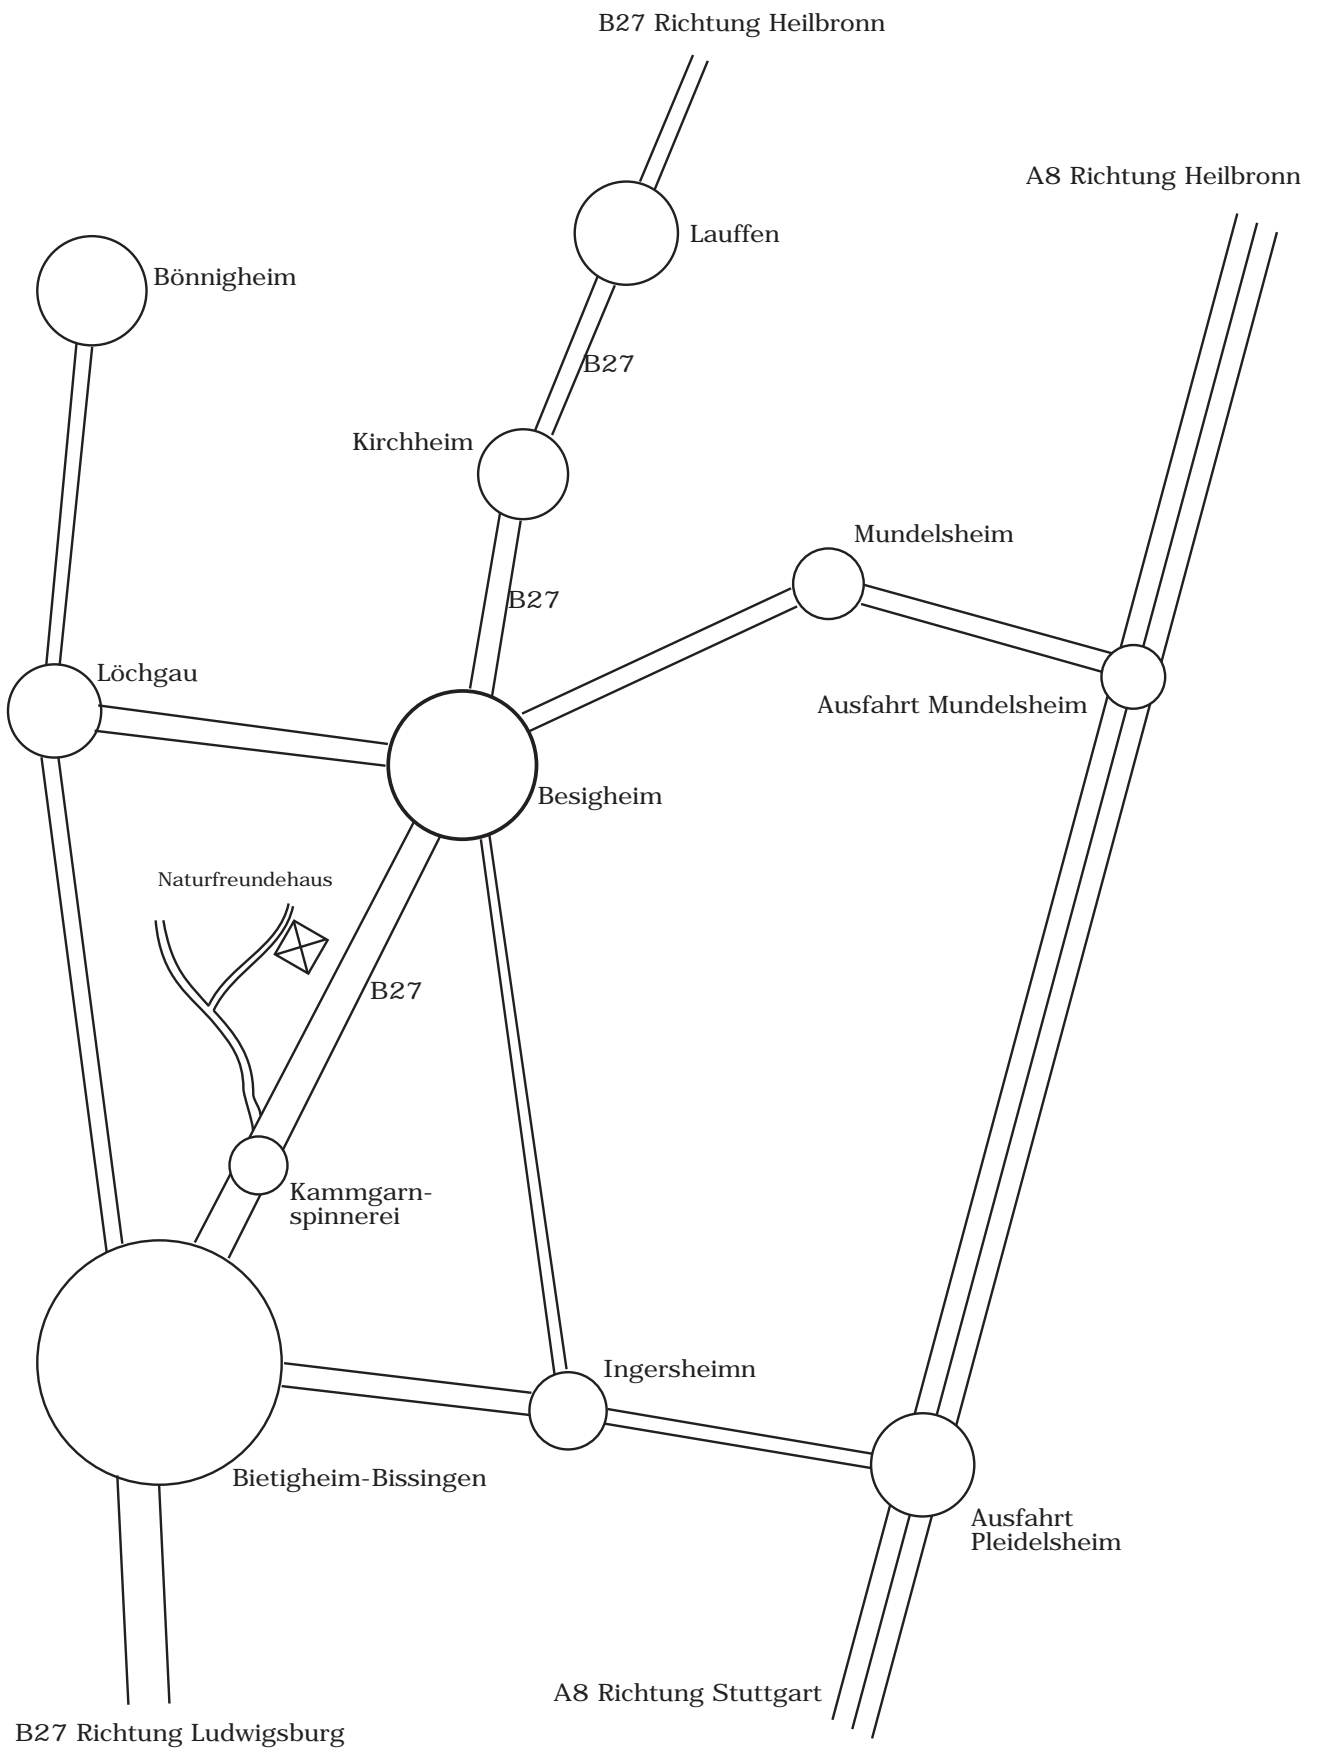 B27 Richtung Heilbronn
A8 Richtung Heilbronn
Lauffen
Bönnigheim
B27
Kirchheim
Mundelsheim
B27
Löchgau
Ausfahrt Mundelsheim
Besigheim
Naturfreundehaus
B27
Kammgarn-
spinnerei
Ingersheimn
Bietigheim-Bissingen
Ausfahrt
Pleidelsheim
A8 Richtung Stuttgart
B27 Richtung Ludwigsburg